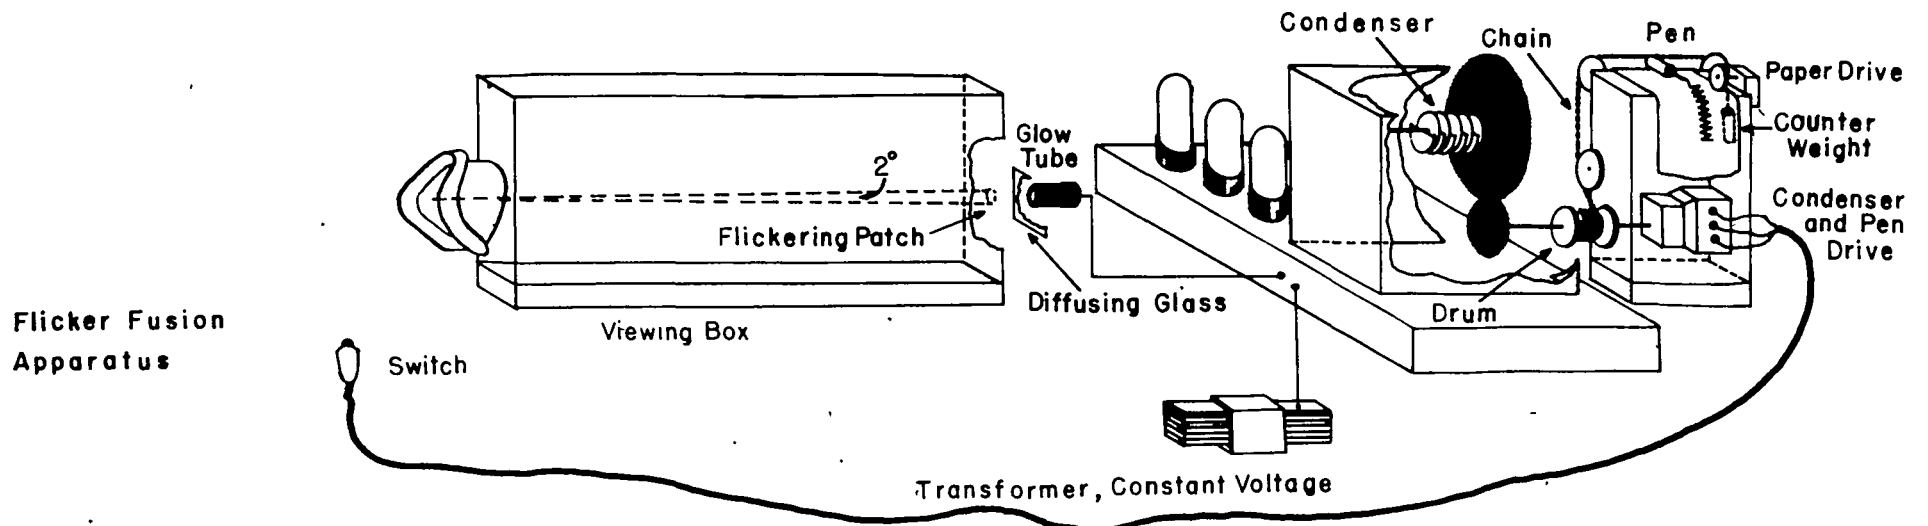 Condenser
Chain
Pen
Paper Drive
Glow
Tube
Counter
Weight
2°
Flickering Patch
Condenser
and Pen
Drive
Diffusing Glass
Drum
Viewing Box
Flicker Fusion
Apparatus
Switch
Transformer, Constant Voltage